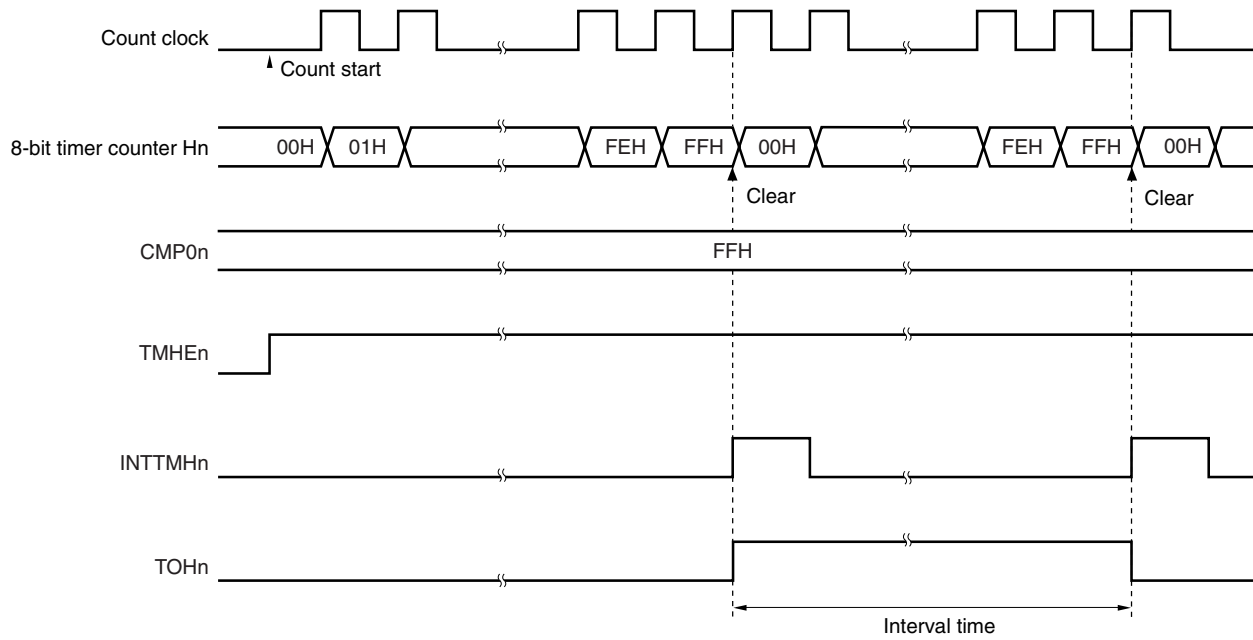 Count clock
Count start
8-bit timer counter Hn 00H 01H FEH FFH 00H FEH FFH 00H
Clear Clear
CMP0n FFH
TMHEn
INTTMHn
TOHn
Interval time